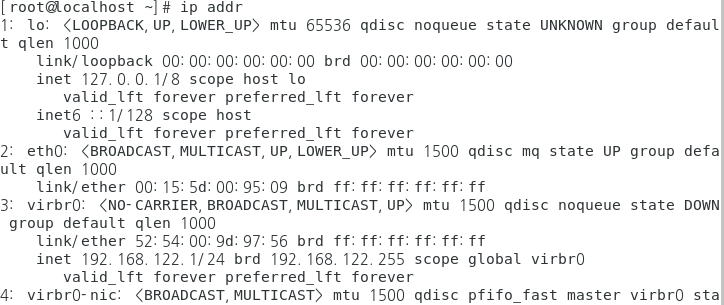 [root@localhost ~]# ip addr
1: lo: <LOOPBACK,UP,LOWER_UP> mtu 65536 qdisc noqueue state UNKNOWN group defaul
t qlen 1000
    link/loopback 00:00:00:00:00:00 brd 00:00:00:00:00:00
    inet 127.0.0.1/8 scope host lo
       valid_lft forever preferred_lft forever
    inet6 ::1/128 scope host
       valid_lft forever preferred_lft forever
2: eth0: <BROADCAST,MULTICAST,UP,LOWER_UP> mtu 1500 qdisc mq state UP group defa
ult qlen 1000
    link/ether 00:15:5d:00:95:09 brd ff:ff:ff:ff:ff:ff
3: virbr0: <NO-CARRIER,BROADCAST,MULTICAST,UP> mtu 1500 qdisc noqueue state DOWN
 group default qlen 1000
    link/ether 52:54:00:9d:97:56 brd ff:ff:ff:ff:ff:ff
    inet 192.168.122.1/24 brd 192.168.122.255 scope global virbr0
       valid_lft forever preferred_lft forever
4: virbr0-nic: <BROADCAST,MULTICAST> mtu 1500 qdisc pfifo_fast master virbr0 sta